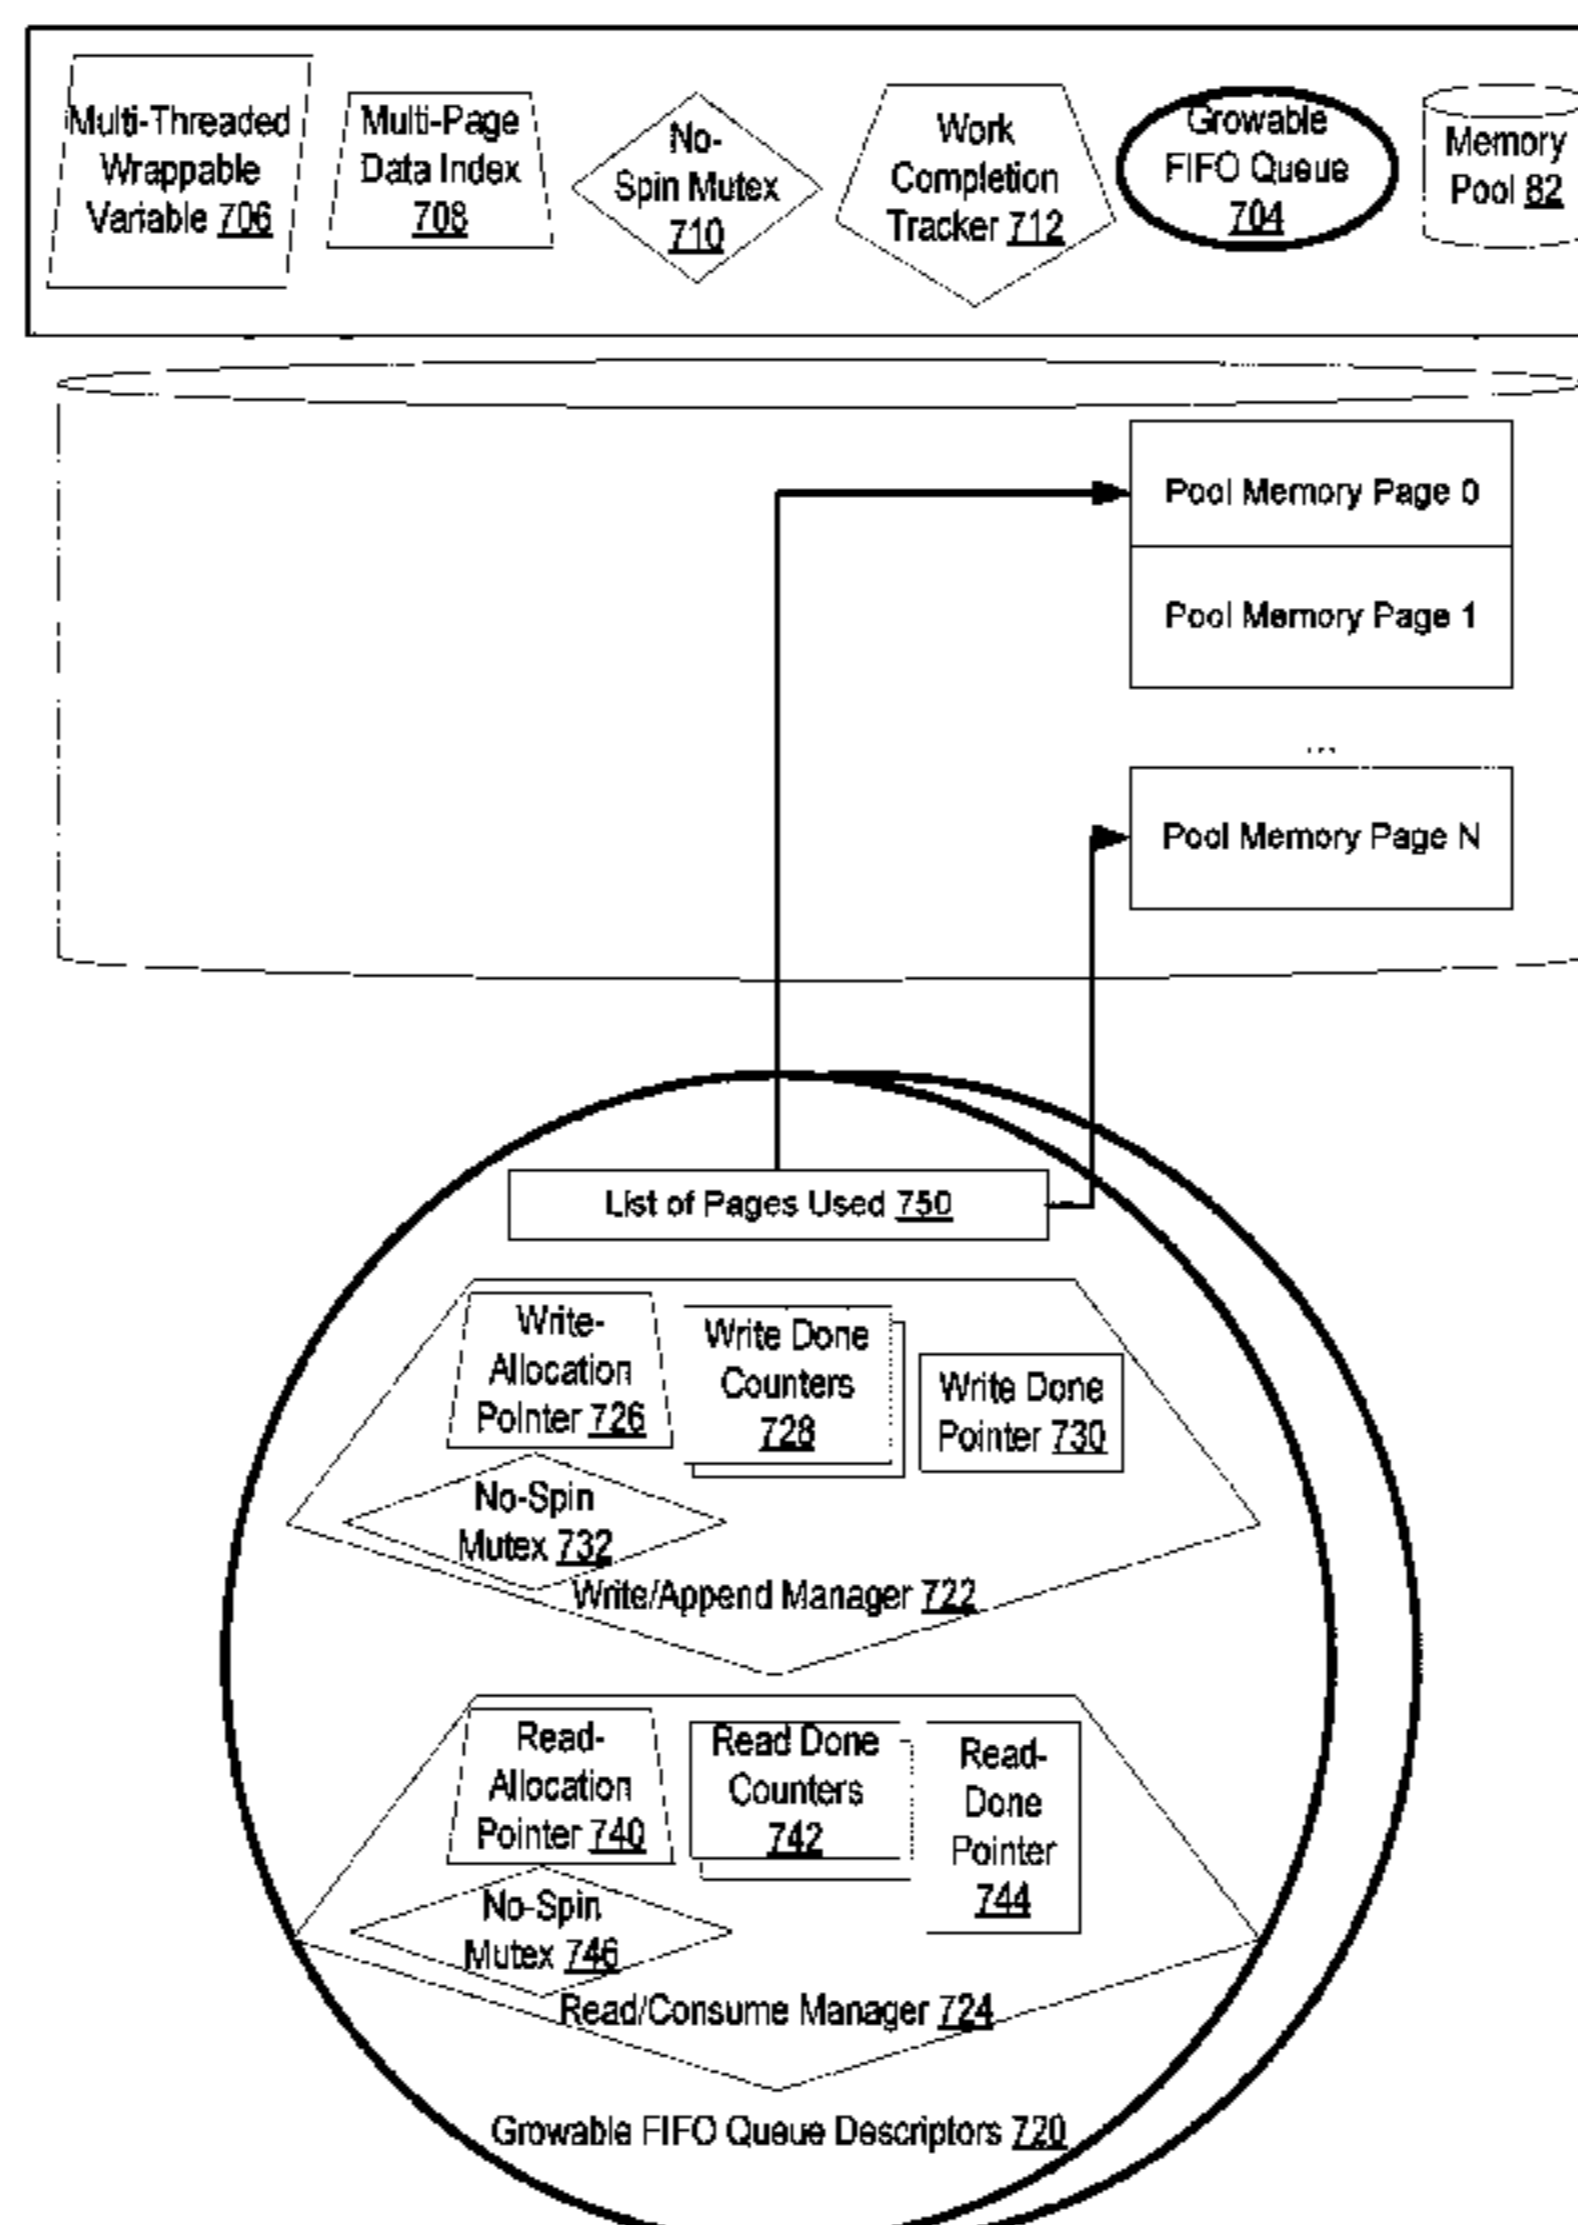 Multi-Threaded
Wrappable
Variable 706
Multi-Page
Data Index
708
No-
Spin Mutex
710
Work
Completion
Tracker 712
Growable
FIFO Queue
704
Memory
Pool 82
Pool Memory Page 0
Pool Memory Page 1
...
Pool Memory Page N
List of Pages Used 750
Write-
Allocation
Pointer 726
Write Done
Counters
728
Write Done
Pointer 730
No-Spin
Mutex 732
Write/Append Manager 722
Read-
Allocation
Pointer 740
Read Done
Counters
742
Read-
Done
Pointer
744
No-Spin
Mutex 746
Read/Consume Manager 724
Growable FIFO Queue Descriptors 720